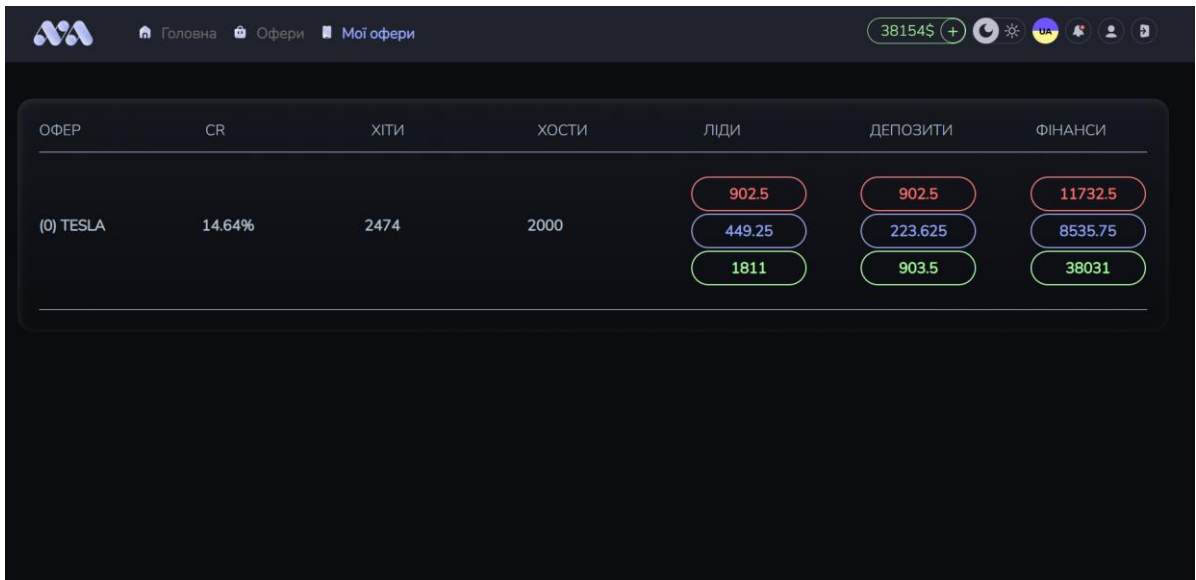 Головна Офери Мої офери 38154$ + UA
ОФЕР CR ХІТИ ХОСТИ ЛІДИ ДЕПОЗИТИ ФІНАНСИ
902.5 902.5 11732.5
(0) TESLA 14.64% 2474 2000 449.25 223.625 8535.75
1811 903.5 38031